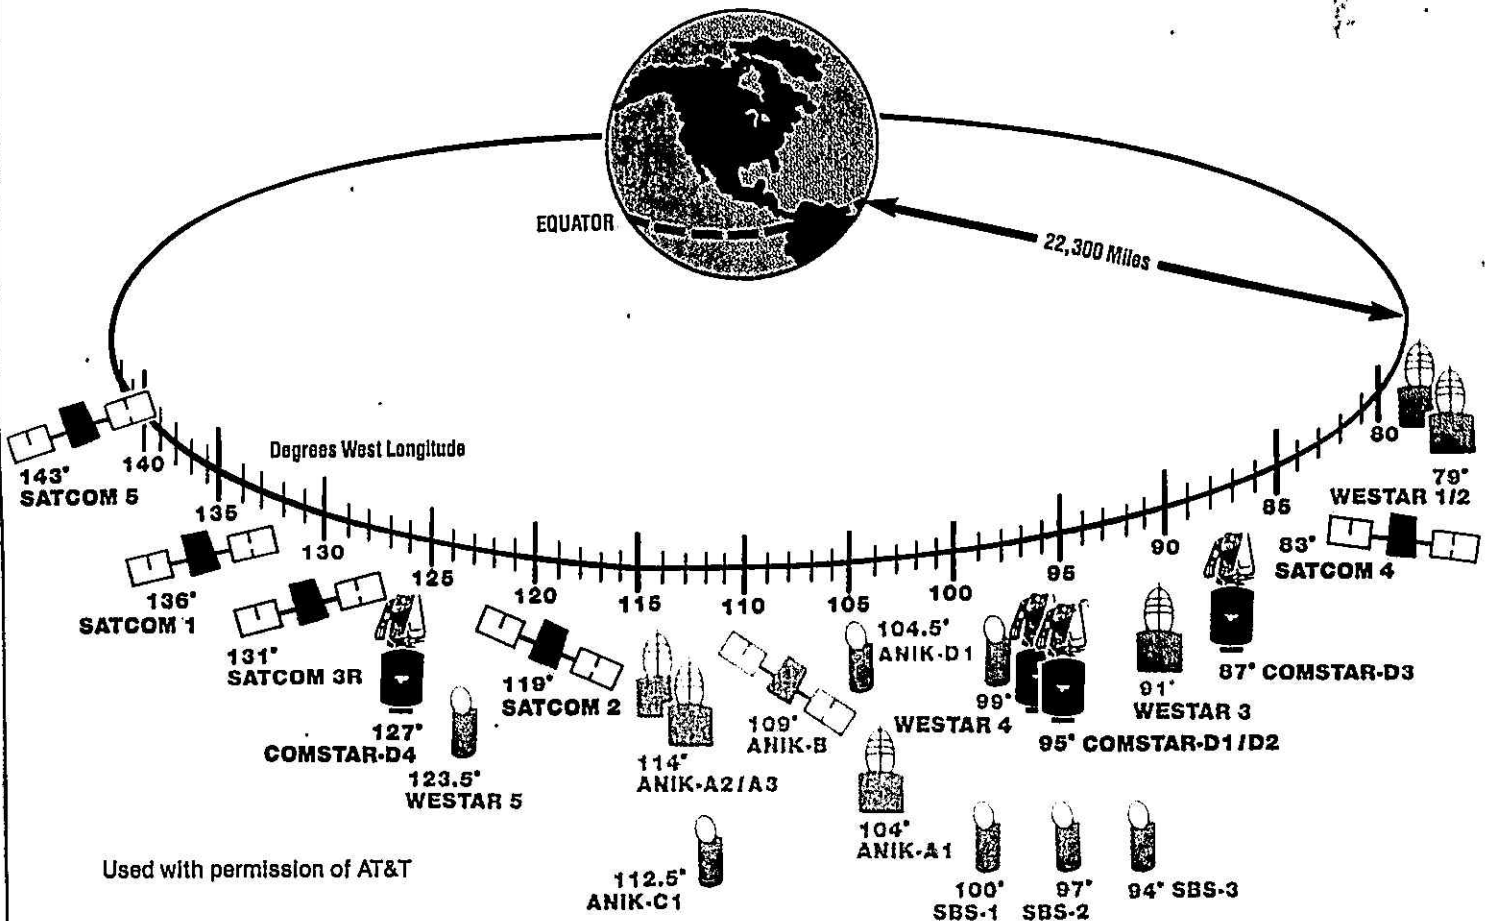 EQUATOR
22,300 Miles
Degrees West Longitude
140
135
130
125
120
115
110
105
100
95
90
85
80
143°
SATCOM 5
136°
SATCOM 1
131°
SATCOM 3R
127°
COMSTAR-D4
123.5°
WESTAR 5
119°
SATCOM 2
114°
ANIK-A2/A3
112.5°
ANIK-C1
109°
ANIK-B
104.5°
ANIK-D1
104°
ANIK-A1
100°
SBS-1
99°
WESTAR 4
97°
SBS-2
95° COMSTAR-D1/D2
94° SBS-3
91°
WESTAR 3
87° COMSTAR-D3
83°
SATCOM 4
79°
WESTAR 1/2
Used with permission of AT&T